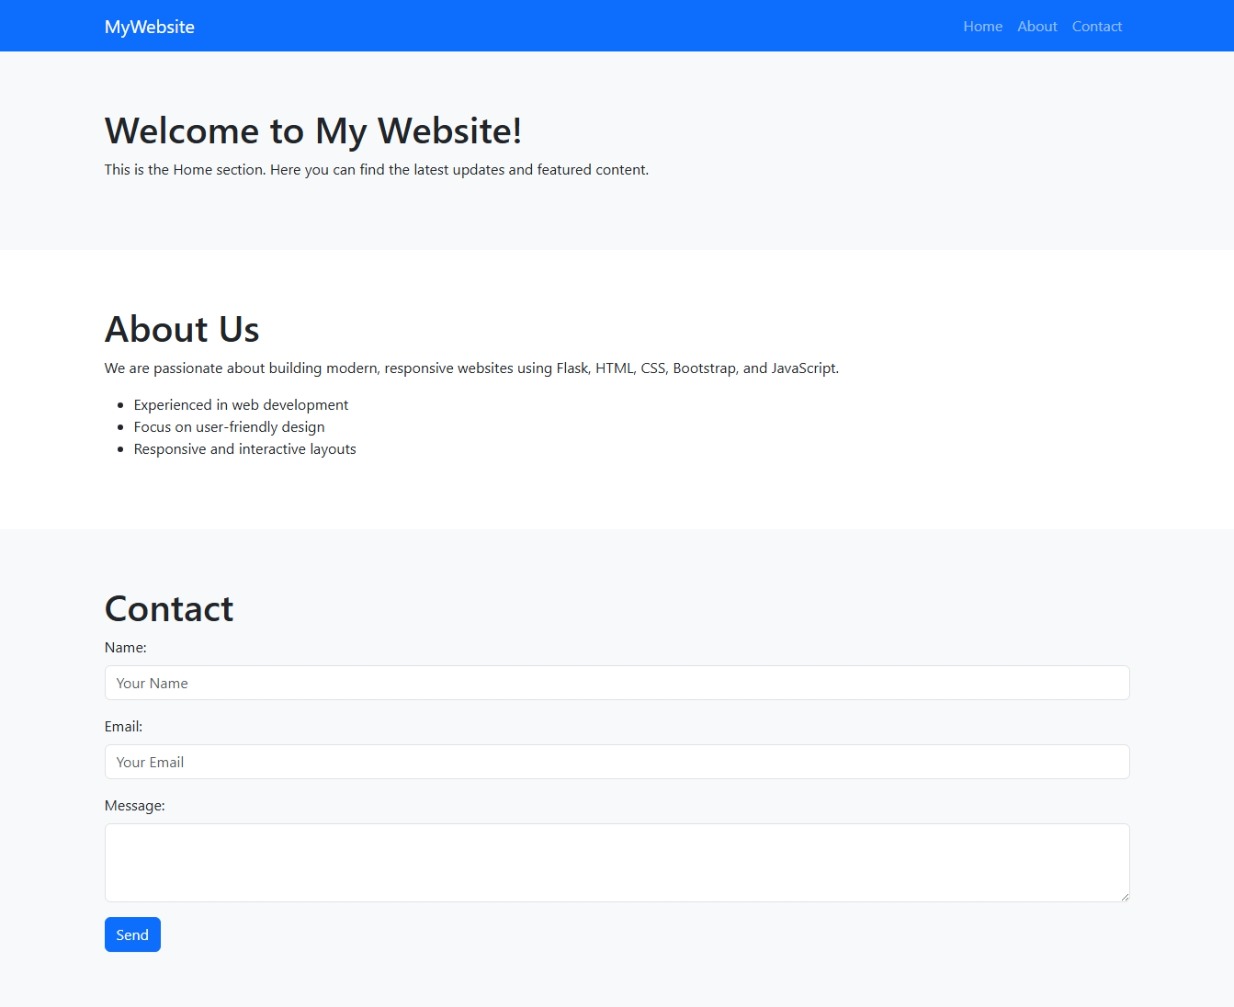 MyWebsite
Home About Contact
Welcome to My Website!
This is the Home section. Here you can find the latest updates and featured content.
About Us
We are passionate about building modern, responsive websites using Flask, HTML, CSS, Bootstrap, and JavaScript.
Experienced in web development
Focus on user-friendly design
Responsive and interactive layouts
Contact
Name:
Your Name
Email:
Your Email
Message:
Send